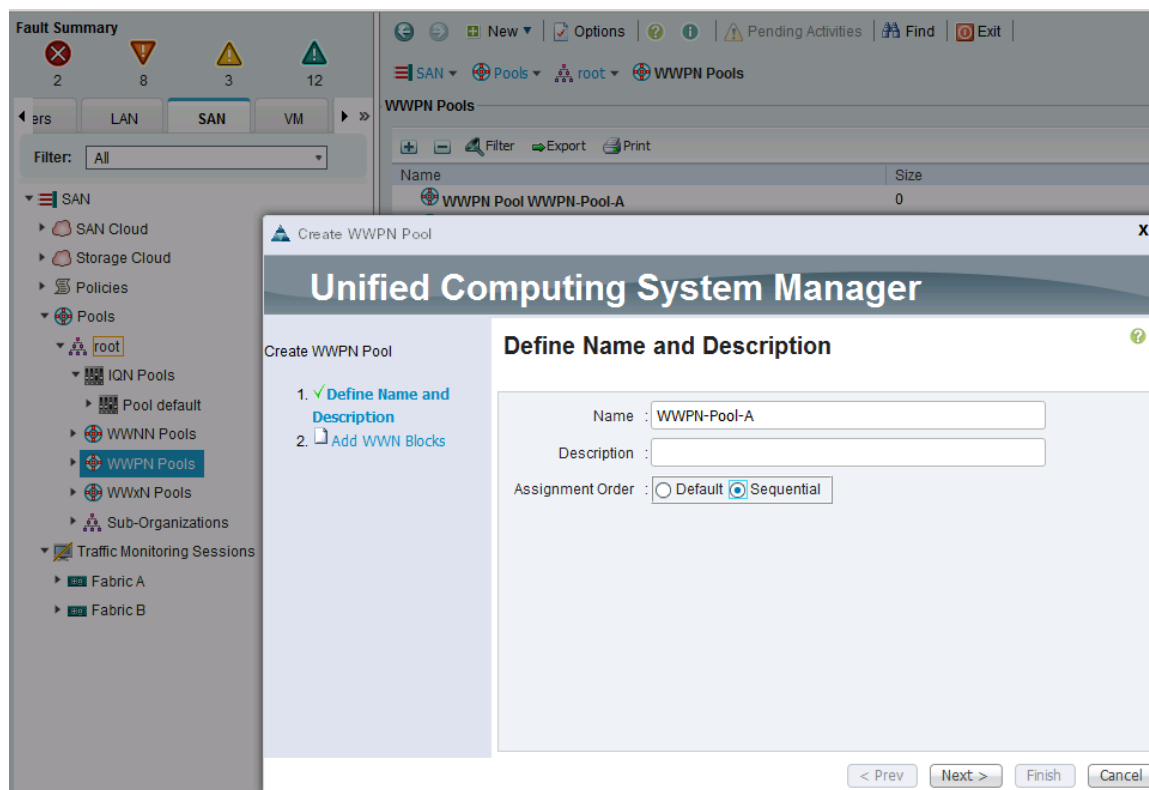 Fault Summary
2 8 3 12
ers LAN SAN VM
Filter: All
SAN
SAN Cloud
Storage Cloud
Policies
Pools
root
IQN Pools
Pool default
WWNN Pools
WWPN Pools
WWxN Pools
Sub-Organizations
Traffic Monitoring Sessions
Fabric A
Fabric B
New Options Pending Activities Find Exit
SAN Pools root WWPN Pools
WWPN Pools
Filter Export Print
Name Size
WWPN Pool WWPN-Pool-A 0
Create WWPN Pool X
Unified Computing System Manager
Create WWPN Pool
1. Define Name and
Description
2. Add WWN Blocks
Define Name and Description
Name : WWPN-Pool-A
Description :
Assignment Order : Default Sequential
< Prev Next > Finish Cancel